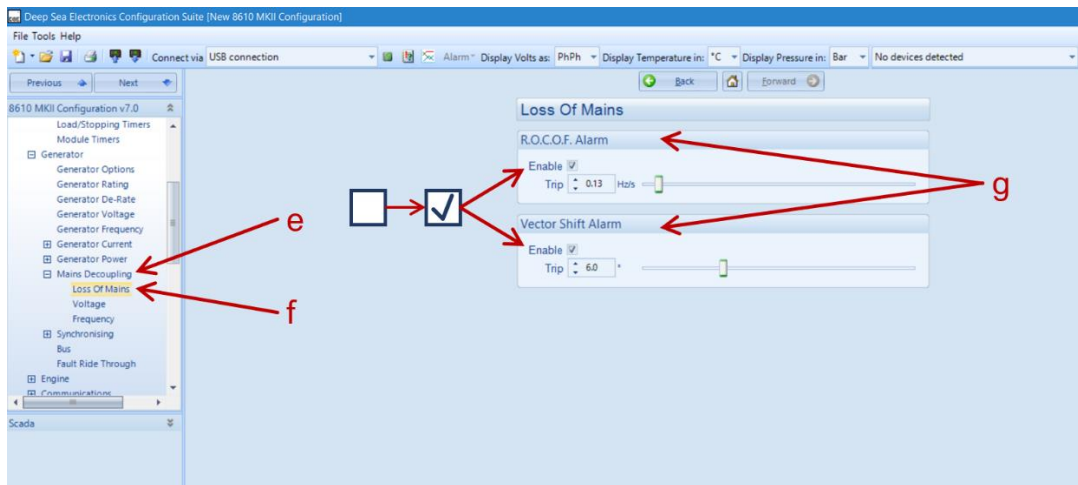 Deep Sea Electronics Configuration Suite [New 8610 MKII Configuration]
File Tools Help
Connect via USB connection Alarm Display Volts as: PhPh Display Temperature in: °C Display Pressure in: Bar No devices detected
Previous Next
Back Forward
8610 MKII Configuration v7.0
Load/Stopping Timers
Module Timers
Generator
Generator Options
Generator Rating
Generator De-Rate
Generator Voltage
Generator Frequency
Generator Current
Generator Power
Mains Decoupling
Loss Of Mains
Voltage
Frequency
Synchronising
Bus
Fault Ride Through
Engine
Communications
Scada
e
f
Loss Of Mains
R.O.C.O.F. Alarm
Enable
Trip 0.13 Hz/s
Vector Shift Alarm
Enable
Trip 6.0 °
g